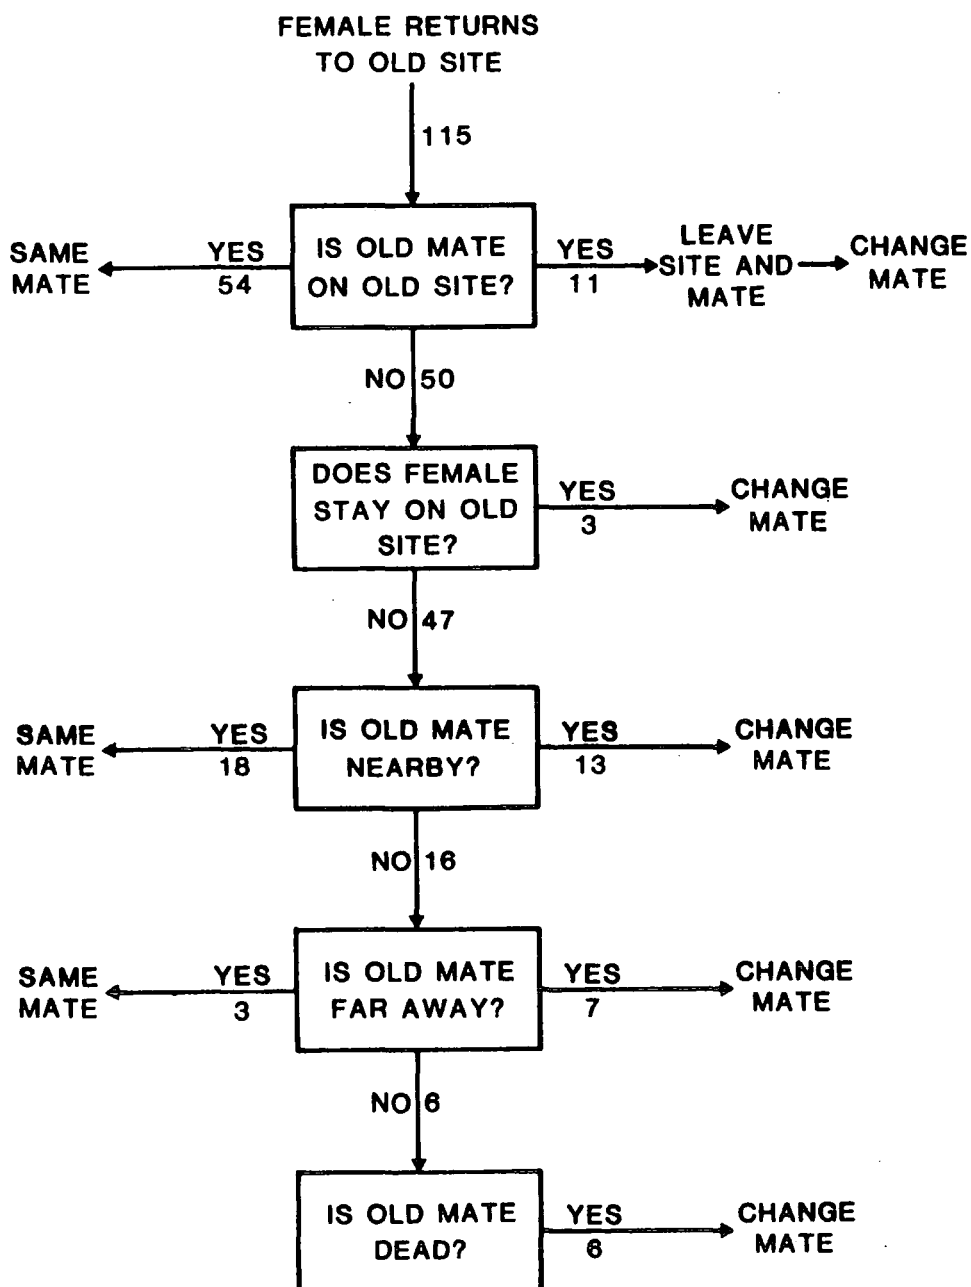 FEMALE RETURNS
TO OLD SITE
115
SAME
MATE
YES
54
IS OLD MATE
ON OLD SITE?
YES
11
LEAVE
SITE AND
MATE
CHANGE
MATE
NO 50
DOES FEMALE
STAY ON OLD
SITE?
YES
3
CHANGE
MATE
NO 47
SAME
MATE
YES
18
IS OLD MATE
NEARBY?
YES
13
CHANGE
MATE
NO 16
SAME
MATE
YES
3
IS OLD MATE
FAR AWAY?
YES
7
CHANGE
MATE
NO 6
IS OLD MATE
DEAD?
YES
6
CHANGE
MATE